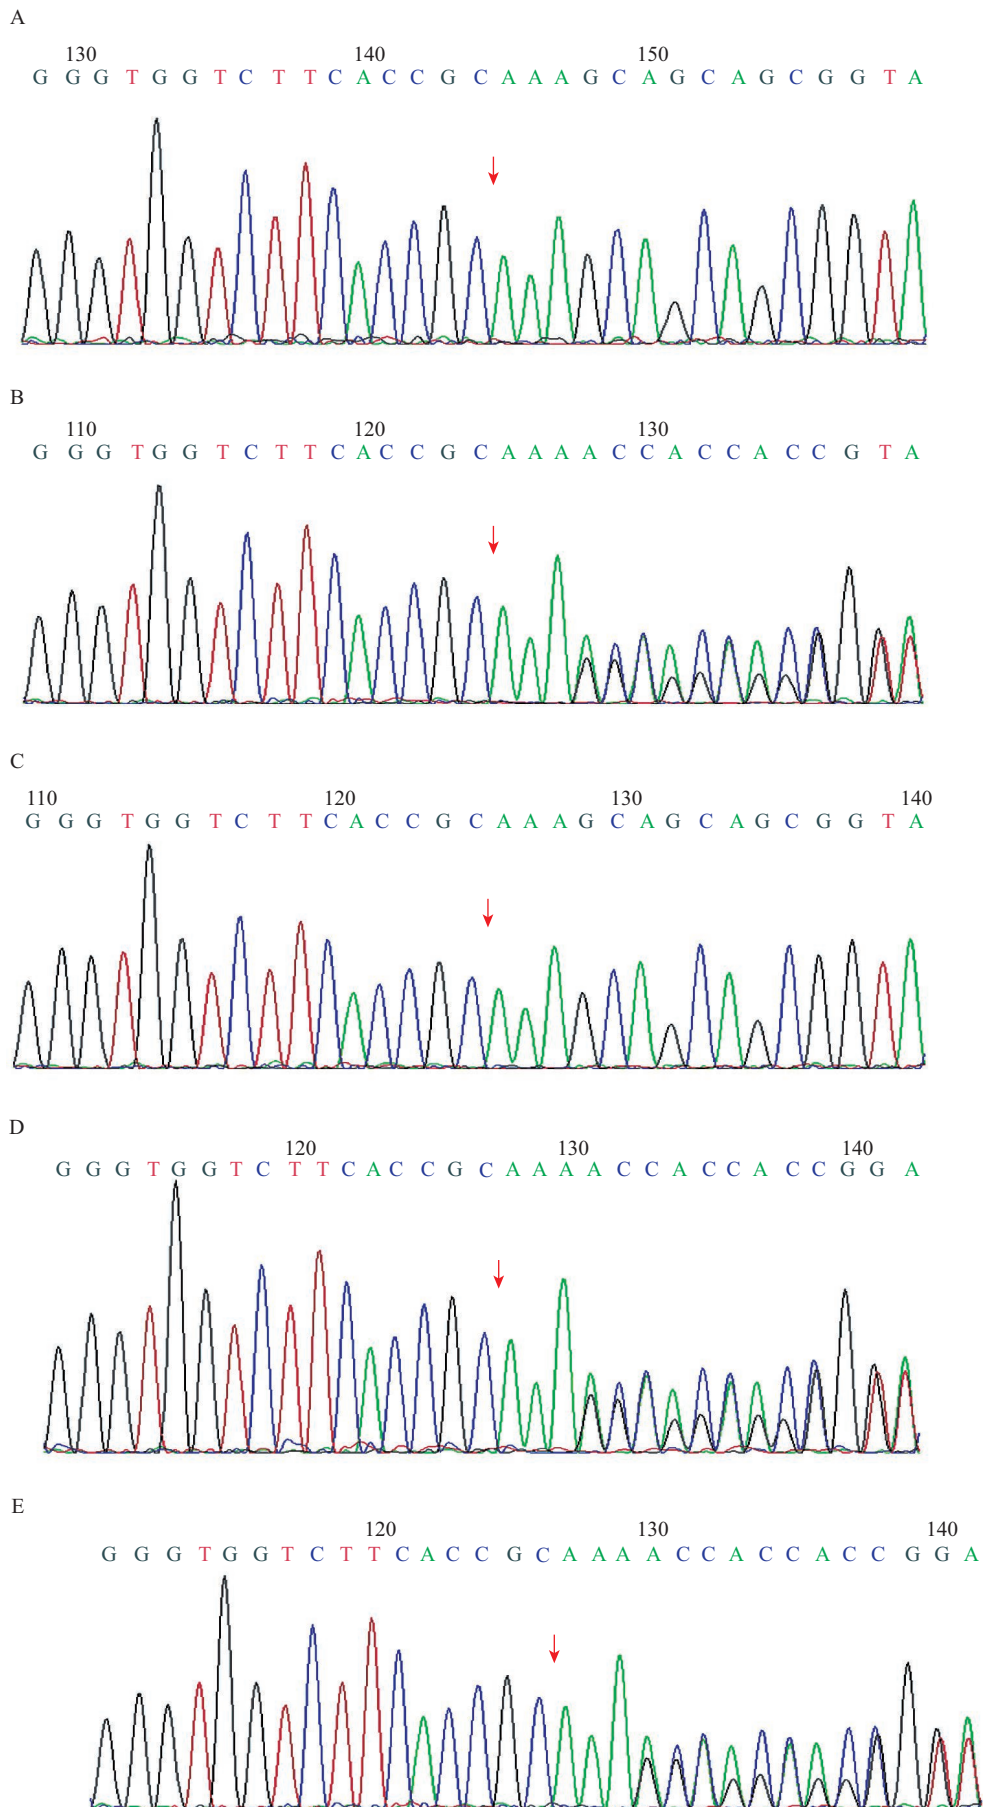 A
130 140 150
G G G T G G T C T T C A C C G C A A A G C A G C A G C G G T A
B
110 120 130
G G G T G G T C T T C A C C G C A A A A C C A C C A C C G T A
C
110 120 130 140
G G G T G G T C T T C A C C G C A A A G C A G C A G C G G T A
D
120 130 140
G G G T G G T C T T C A C C G C A A A A C C A C C A C C G G A
E
120 130 140
G G G T G G T C T T C A C C G C A A A A C C A C C A C C G G A